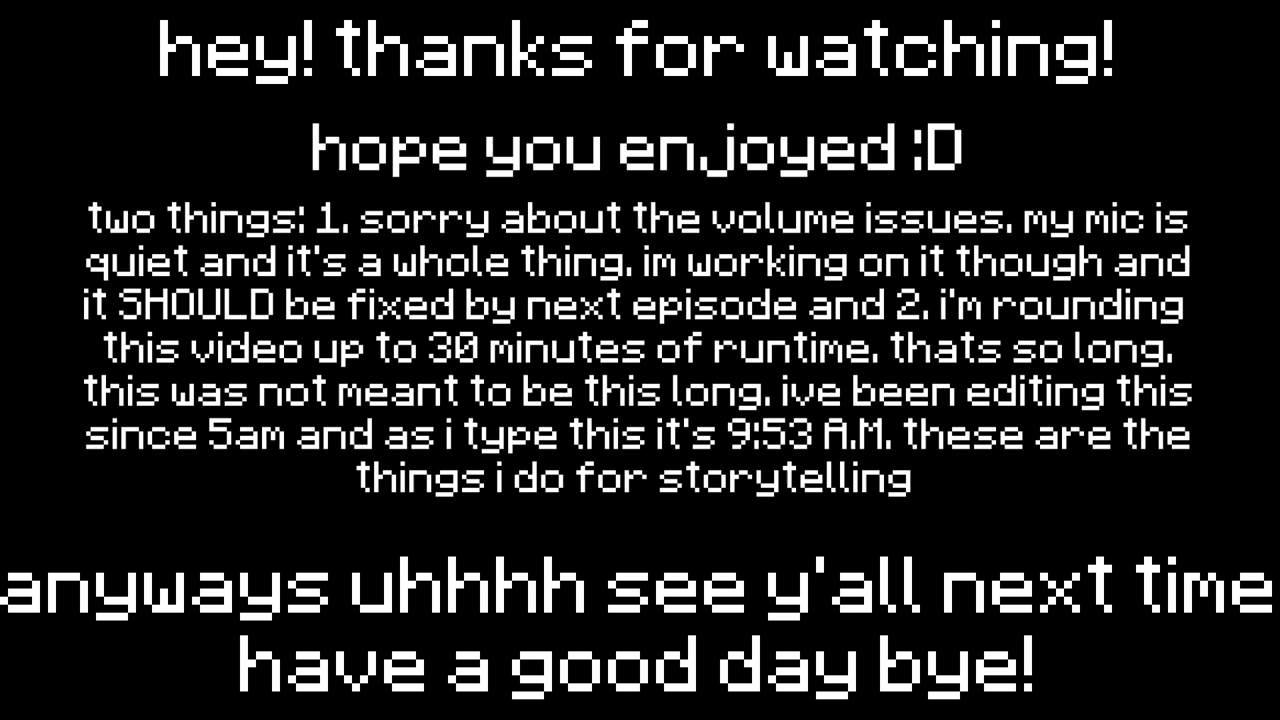 hey! thanks for watching!
hope you enjoyed :D
two things: 1. sorry about the volume issues. my mic is
quiet and it's a whole thing. im working on it though and
it SHOULD be fixed by next episode and 2. i'm rounding
this video up to 30 minutes of runtime. thats so long.
this was not meant to be this long. ive been editing this
since 5am and as i type this it's 9:53 A.M. these are the
things i do for storytelling
anyways uhhhh see y'all next time
have a good day bye!